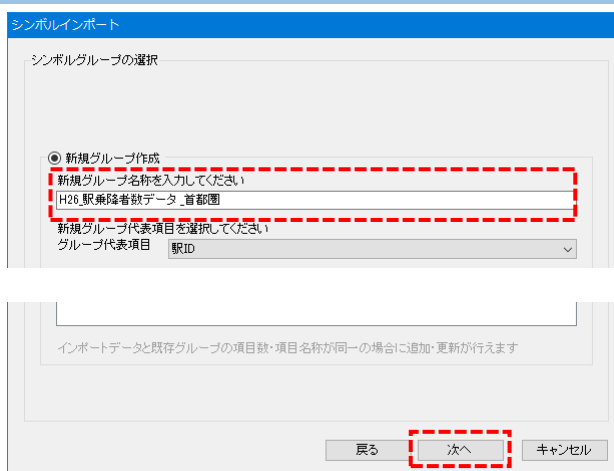 シンボルインポート
シンボルグループの選択
新規グループ作成
新規グループ名称を入力してください
H26_駅乗降者数データ_首都圏
新規グループ代表項目を選択してください
グループ代表項目 駅ID
インポートデータと既存グループの項目数・項目名称が同一の場合に追加・更新が行えます
戻る 次へ キャンセル